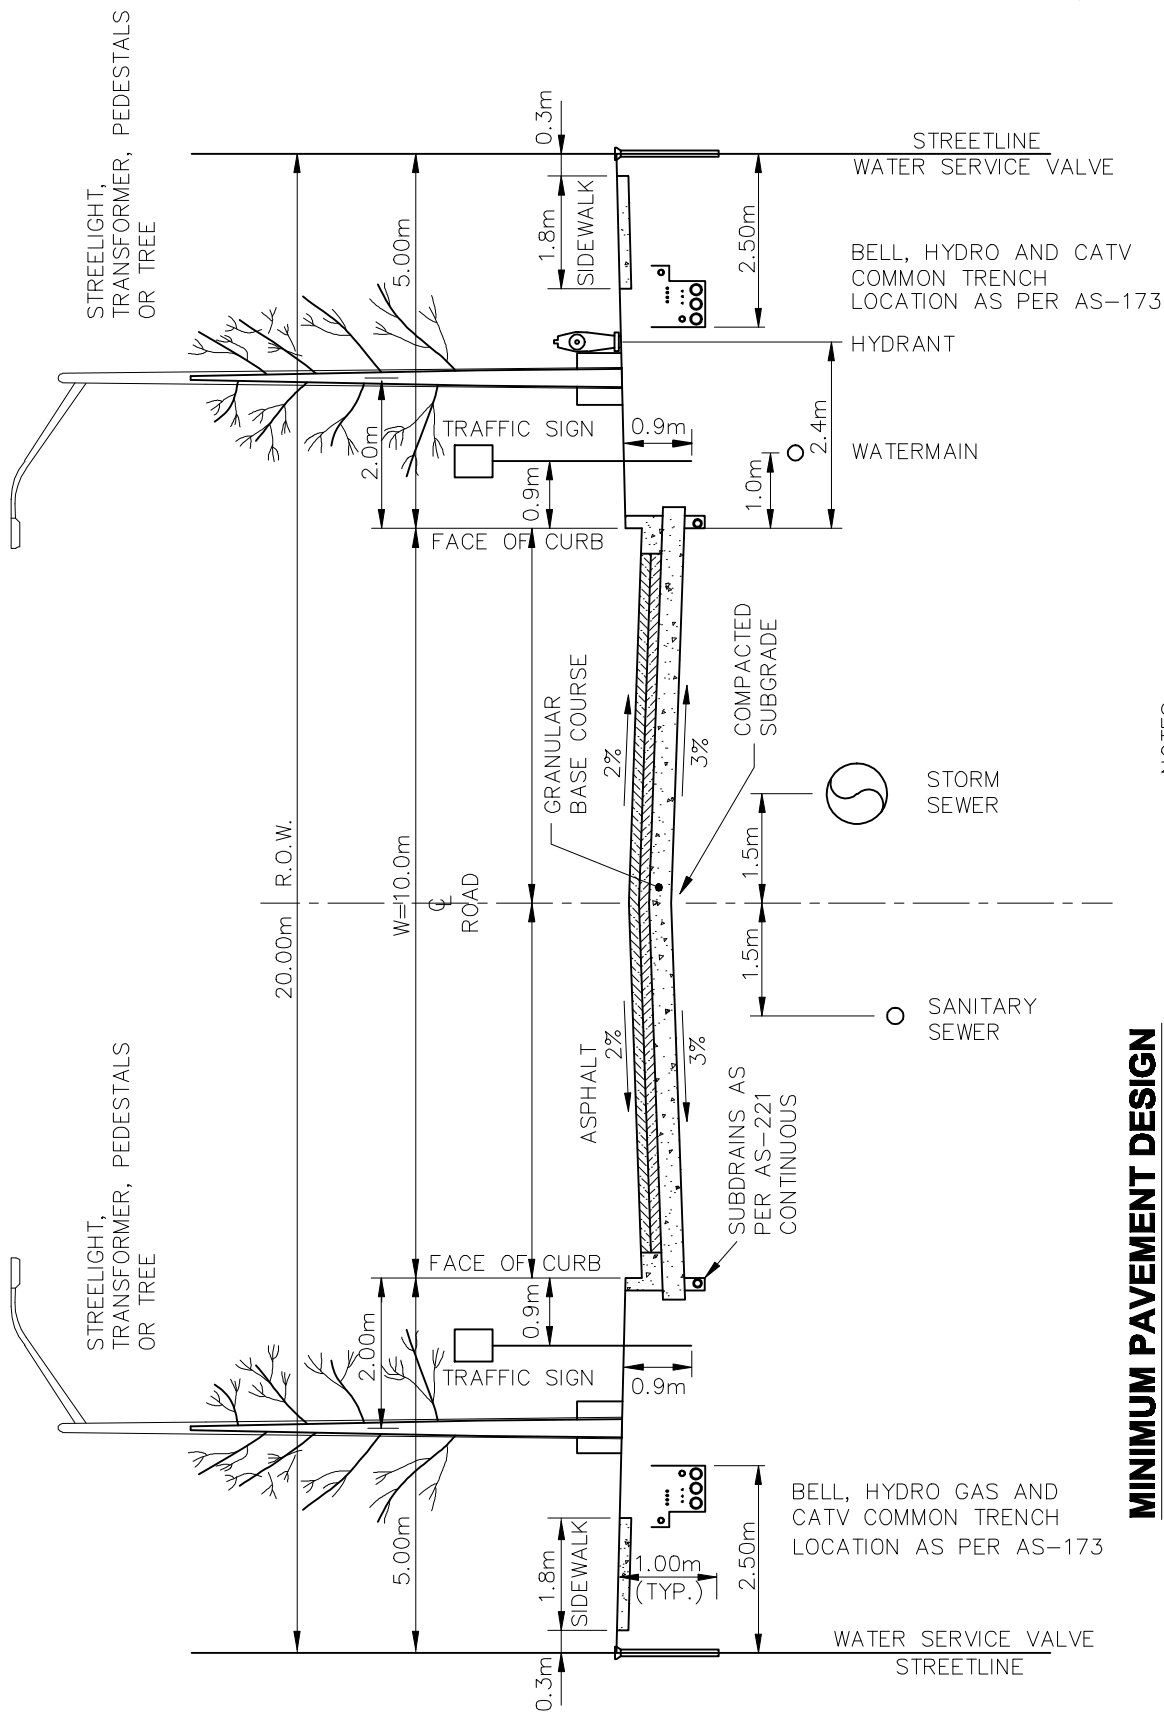 STREELIGHT,
TRANSFORMER, PEDESTALS
OR TREE
STREELIGHT,
TRANSFORMER, PEDESTALS
OR TREE
20.00m R.O.W.
5.00m
W=10.0m
5.00m
2.00m
2.0m
℄
ROAD
TRAFFIC SIGN
FACE OF CURB
FACE OF CURB
TRAFFIC SIGN
0.3m
1.8m
SIDEWALK
0.9m
0.9m
1.8m
SIDEWALK
0.3m
ASPHALT
GRANULAR
BASE COURSE
2%
2%
1.00m
(TYP.)
0.9m
0.9m
3%
3%
SUBDRAINS AS
PER AS-221
CONTINUOUS
COMPACTED
SUBGRADE
2.50m
1.5m
1.5m
1.0m
2.4m
2.50m
WATER SERVICE VALVE
STREETLINE
BELL, HYDRO GAS AND
CATV COMMON TRENCH
LOCATION AS PER AS-173
SANITARY
SEWER
STORM
SEWER
WATERMAIN
HYDRANT
BELL, HYDRO AND CATV
COMMON TRENCH
LOCATION AS PER AS-173
STREETLINE
WATER SERVICE VALVE
MINIMUM PAVEMENT DESIGN